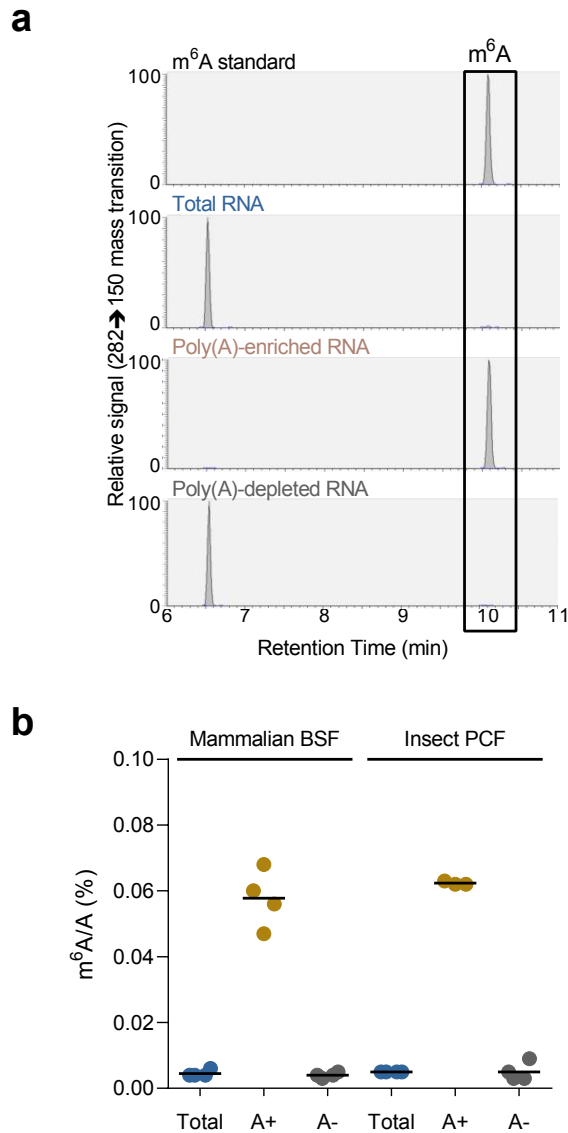 a
m⁶A standard
m⁶A
100
0
Total RNA
100
0
Poly(A)-enriched RNA
100
0
Poly(A)-depleted RNA
100
0
6 7 8 9 10 11
Retention Time (min)
Relative signal (282➔150 mass transition)
b
Mammalian BSF Insect PCF
0.10
0.08
0.06
0.04
0.02
0.00
m⁶A/A (%)
Total A+ A- Total A+ A-